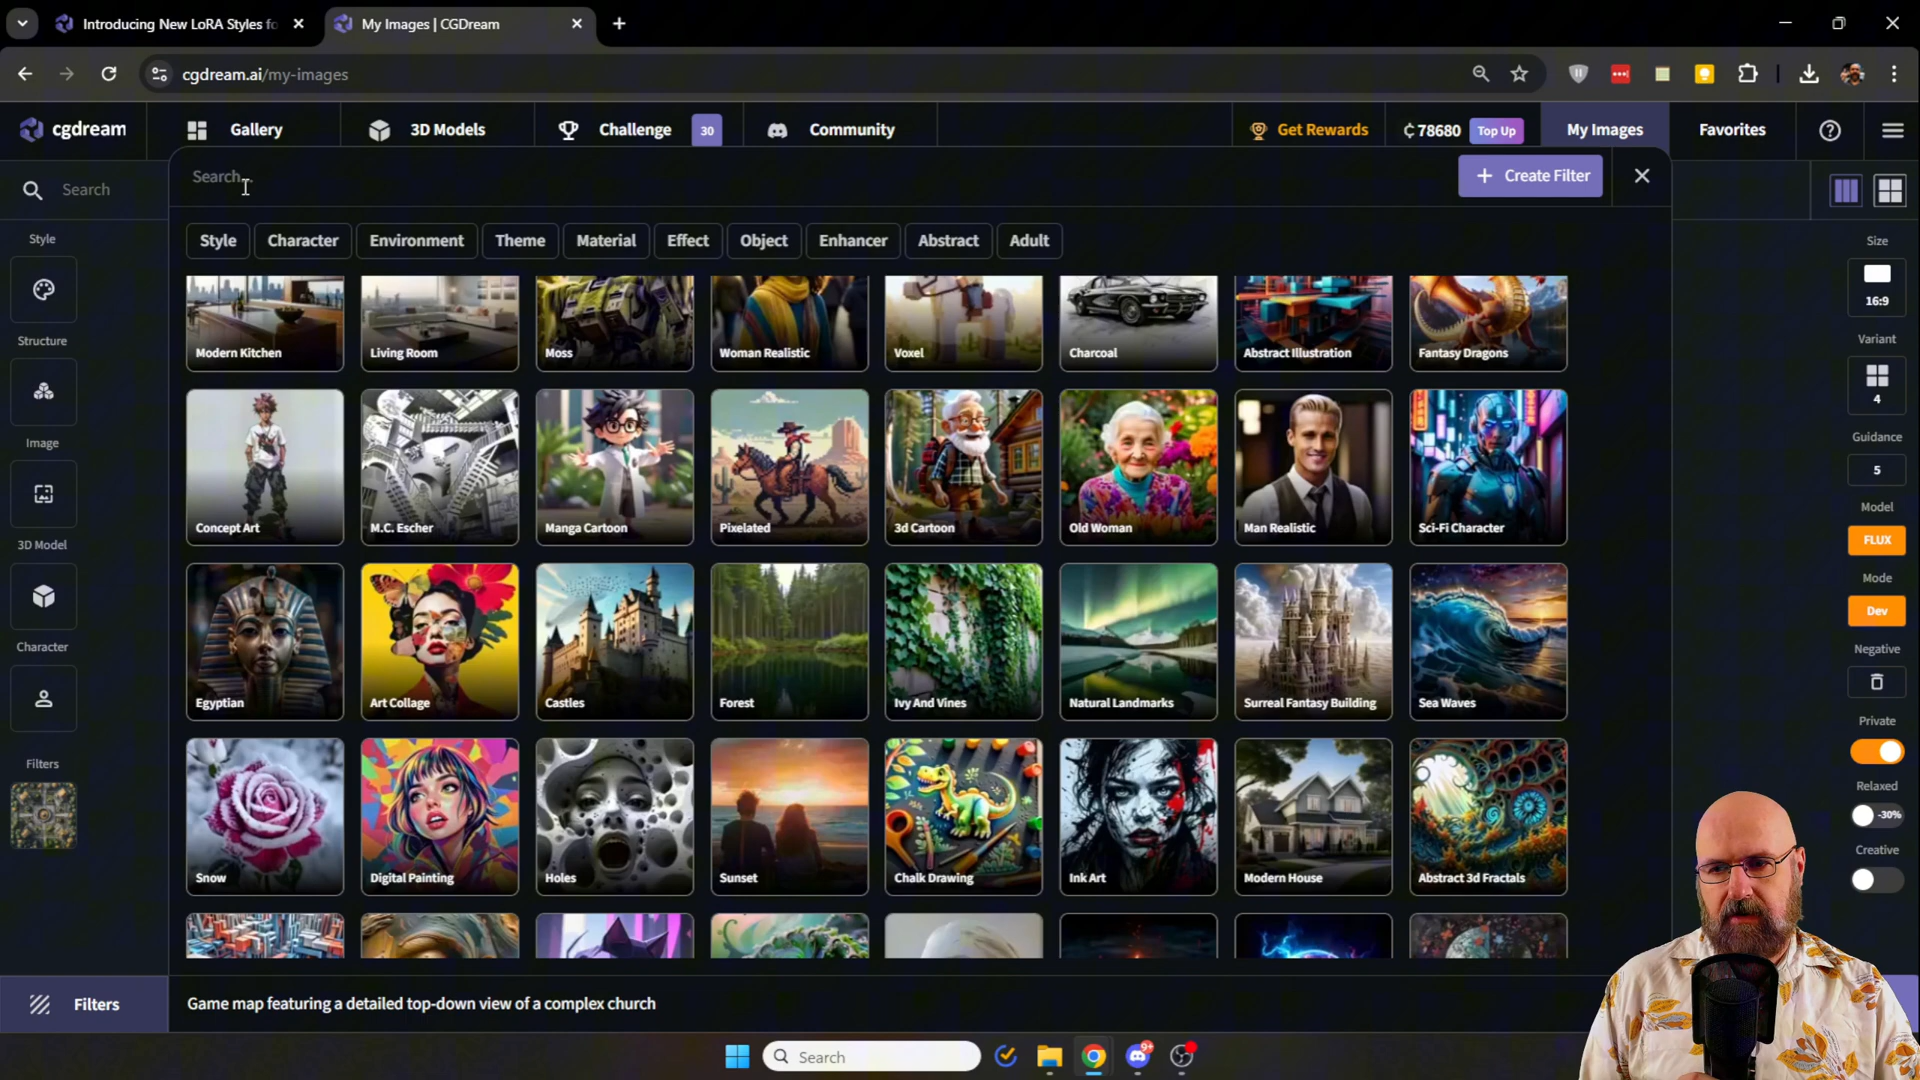 Introducing New LoRA Styles fo
My Images | CGDream
cgdream.ai/my-images
cgdream
Gallery
3D Models
Challenge
30
Community
Get Rewards
₵ 78680
Top Up
My Images
Favorites
Search
Search...
+ Create Filter
Style
Character
Environment
Theme
Material
Effect
Object
Enhancer
Abstract
Adult
Style
Structure
Image
3D Model
Character
Filters
Modern Kitchen
Living Room
Moss
Woman Realistic
Voxel
Charcoal
Abstract Illustration
Fantasy Dragons
Concept Art
M.C. Escher
Manga Cartoon
Pixelated
3d Cartoon
Old Woman
Man Realistic
Sci-Fi Character
Egyptian
Art Collage
Castles
Forest
Ivy And Vines
Natural Landmarks
Surreal Fantasy Building
Sea Waves
Snow
Digital Painting
Holes
Sunset
Chalk Drawing
Ink Art
Modern House
Abstract 3d Fractals
Size
16:9
Variant
4
Guidance
5
Model
FLUX
Mode
Dev
Negative
Private
Relaxed
-30%
Creative
Filters
Game map featuring a detailed top-down view of a complex church
Search
9+